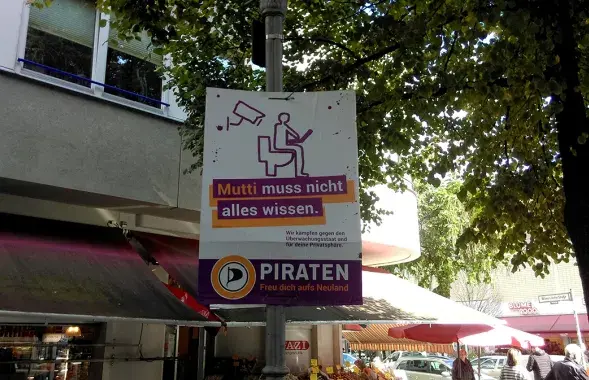 Mutti muss nicht
alles wissen.
Wir kämpfen gegen den
Überwachungsstaat und
für deine Privatsphäre.
PIRATEN
Freu dich aufs Neuland